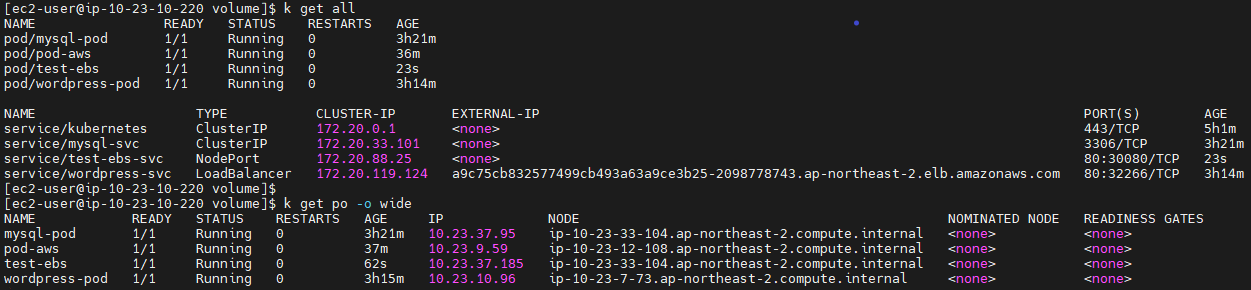 [ec2-user@ip-10-23-10-220 volume]$ k get all
NAME READY STATUS RESTARTS AGE
pod/mysql-pod 1/1 Running 0 3h21m
pod/pod-aws 1/1 Running 0 36m
pod/test-ebs 1/1 Running 0 23s
pod/wordpress-pod 1/1 Running 0 3h14m
NAME TYPE CLUSTER-IP EXTERNAL-IP PORT(S) AGE
service/kubernetes ClusterIP 172.20.0.1 <none> 443/TCP 5h1m
service/mysql-svc ClusterIP 172.20.33.101 <none> 3306/TCP 3h21m
service/test-ebs-svc NodePort 172.20.88.25 <none> 80:30080/TCP 23s
service/wordpress-svc LoadBalancer 172.20.119.124 a9c75cb832577499cb493a63a9ce3b25-2098778743.ap-northeast-2.elb.amazonaws.com 80:32266/TCP 3h14m
[ec2-user@ip-10-23-10-220 volume]$
[ec2-user@ip-10-23-10-220 volume]$ k get po -o wide
NAME READY STATUS RESTARTS AGE IP NODE NOMINATED NODE READINESS GATES
mysql-pod 1/1 Running 0 3h21m 10.23.37.95 ip-10-23-33-104.ap-northeast-2.compute.internal <none> <none>
pod-aws 1/1 Running 0 37m 10.23.9.59 ip-10-23-12-108.ap-northeast-2.compute.internal <none> <none>
test-ebs 1/1 Running 0 62s 10.23.37.185 ip-10-23-33-104.ap-northeast-2.compute.internal <none> <none>
wordpress-pod 1/1 Running 0 3h15m 10.23.10.96 ip-10-23-7-73.ap-northeast-2.compute.internal <none> <none>